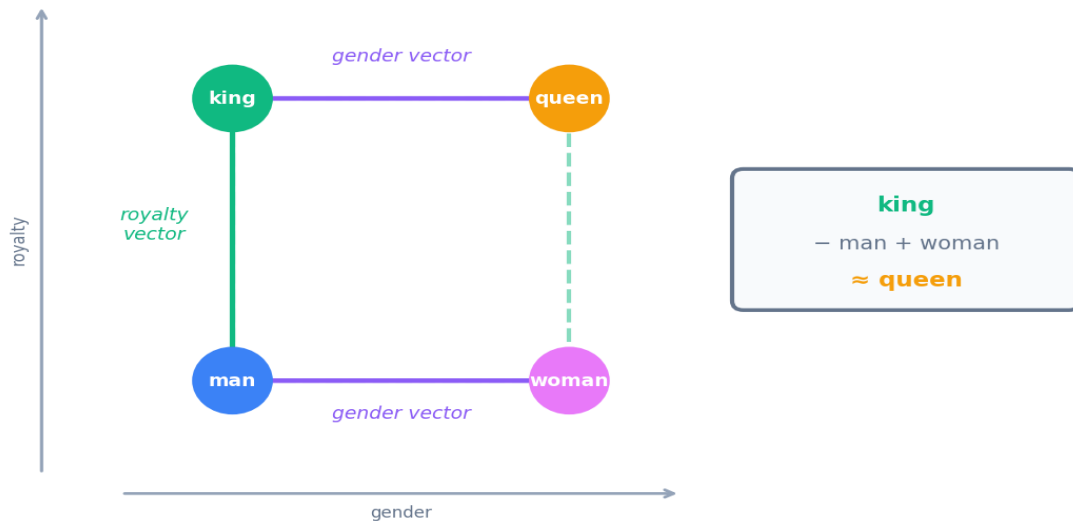 gender vector
king
queen
royalty
vector
royalty
king
− man + woman
≈ queen
man
woman
gender vector
gender